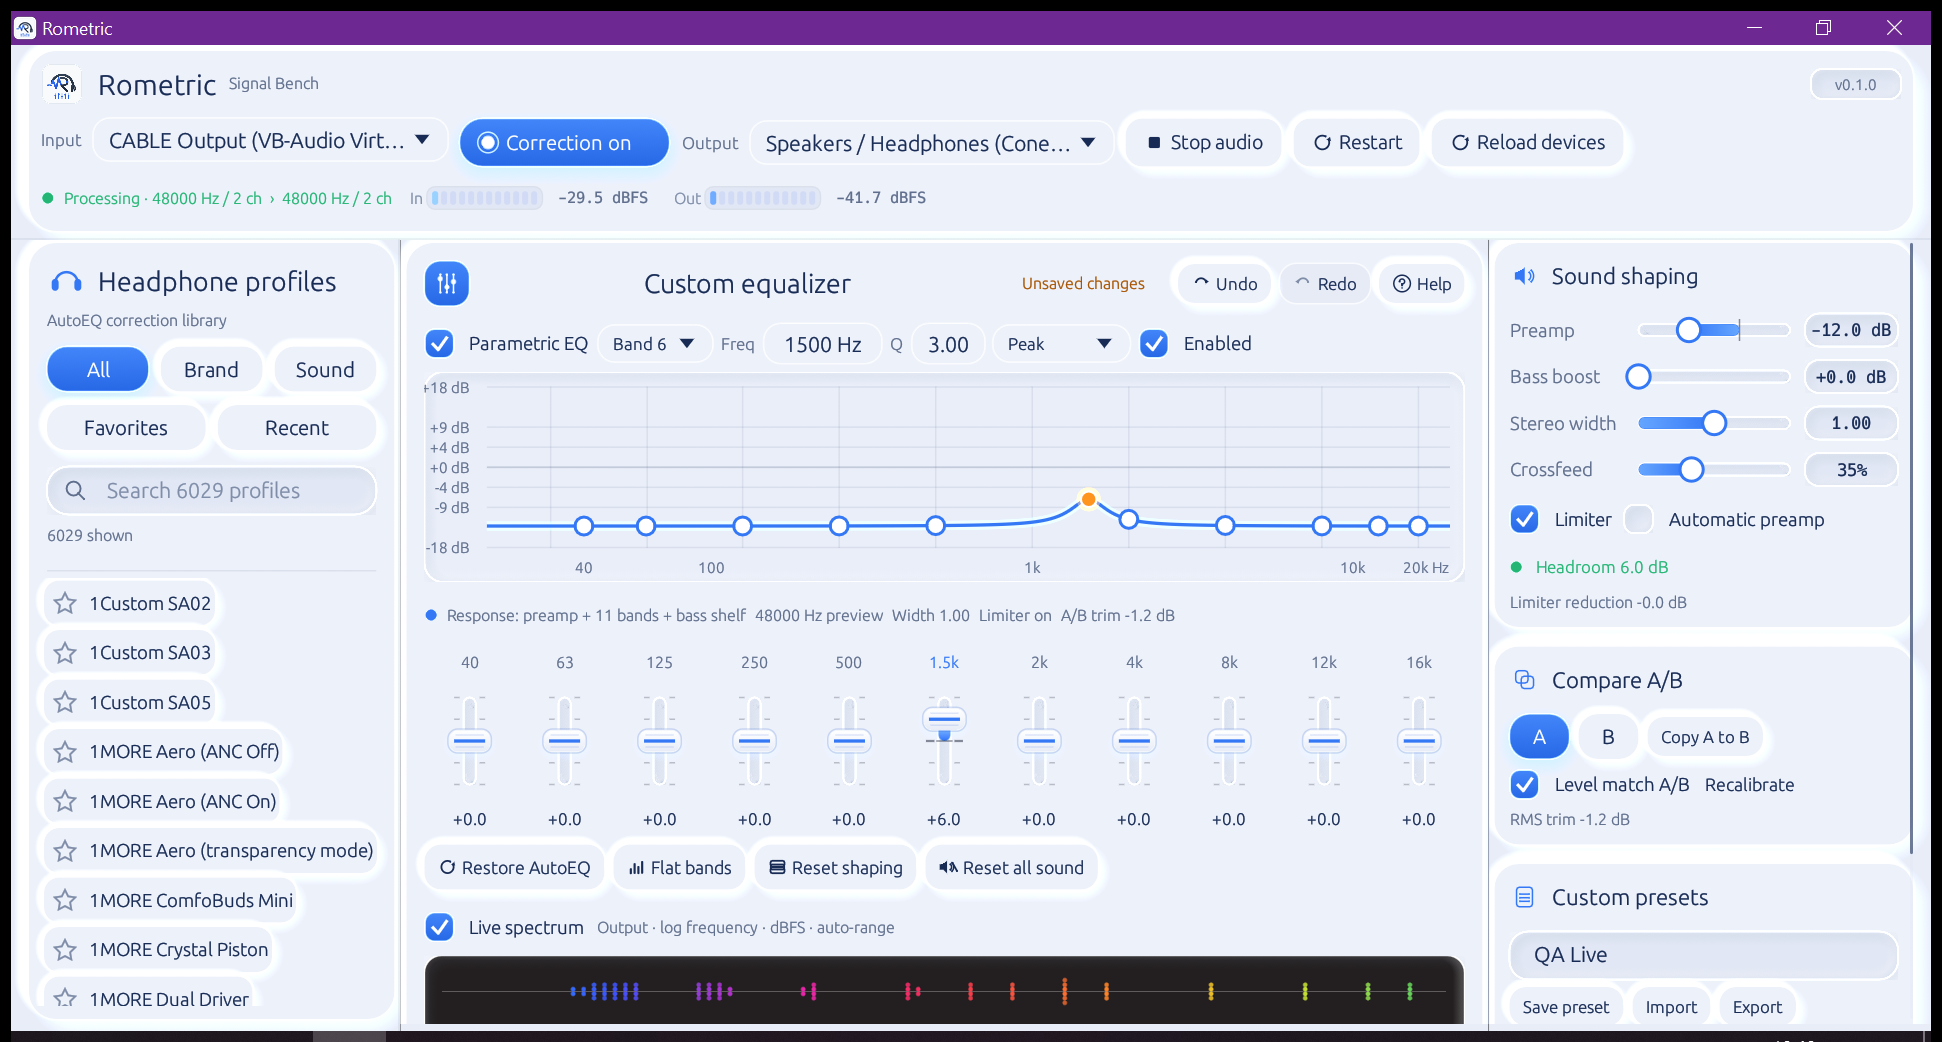 Rometric
Rometric Signal Bench v0.1.0
Input CABLE Output (VB-Audio Virt... Correction on Output Speakers / Headphones (Cone... Stop audio Restart Reload devices
Processing · 48000 Hz / 2 ch › 48000 Hz / 2 ch In -29.5 dBFS Out -41.7 dBFS
Headphone profiles
AutoEQ correction library
All Brand Sound
Favorites Recent
Search 6029 profiles
6029 shown
1Custom SA02
1Custom SA03
1Custom SA05
1MORE Aero (ANC Off)
1MORE Aero (ANC On)
1MORE Aero (transparency mode)
1MORE ComfoBuds Mini
1MORE Crystal Piston
1MORE Dual Driver
Custom equalizer Unsaved changes Undo Redo Help
Parametric EQ Band 6 Freq 1500 Hz Q 3.00 Peak Enabled
+18 dB
+9 dB
+4 dB
+0 dB
-4 dB
-9 dB
-18 dB
40 100 1k 10k 20k Hz
Response: preamp + 11 bands + bass shelf 48000 Hz preview Width 1.00 Limiter on A/B trim -1.2 dB
40 63 125 250 500 1.5k 2k 4k 8k 12k 16k
+0.0 +0.0 +0.0 +0.0 +0.0 +6.0 +0.0 +0.0 +0.0 +0.0 +0.0
Restore AutoEQ Flat bands Reset shaping Reset all sound
Live spectrum Output · log frequency · dBFS · auto-range
Sound shaping
Preamp -12.0 dB
Bass boost +0.0 dB
Stereo width 1.00
Crossfeed 35%
Limiter Automatic preamp
Headroom 6.0 dB
Limiter reduction -0.0 dB
Compare A/B
A B Copy A to B
Level match A/B Recalibrate
RMS trim -1.2 dB
Custom presets
QA Live
Save preset Import Export